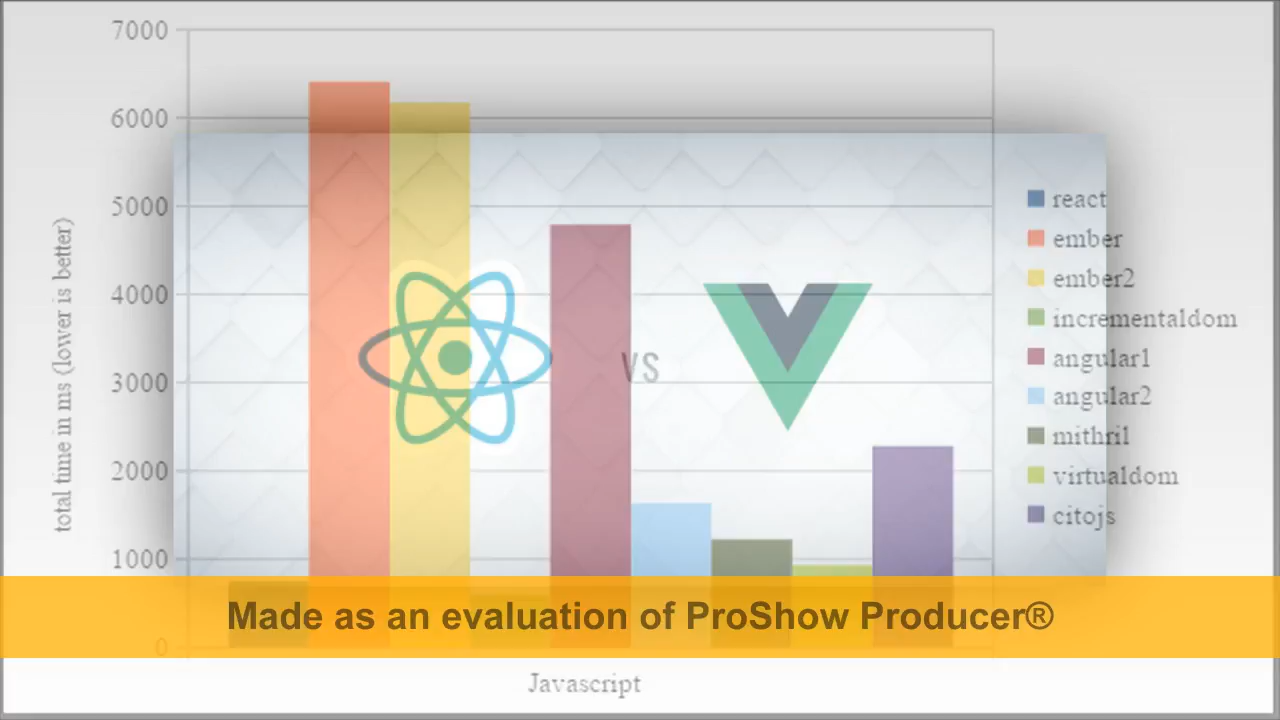 7000
6000
5000
4000
3000
2000
1000
0
total time in ms (lower is better)
VS
react
ember
ember2
incrementaldom
angular1
angular2
mithril
virtualdom
citojs
Made as an evaluation of ProShow Producer®
Javascript